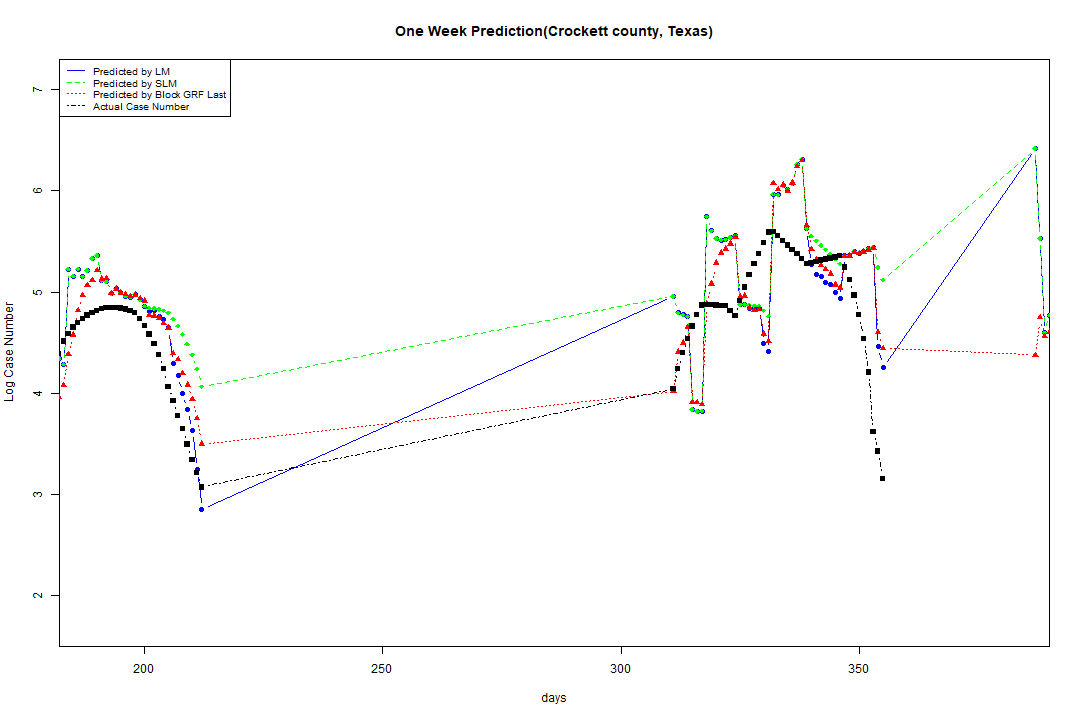 One Week Prediction(Crockett county, Texas)
Predicted by LM
Predicted by SLM
Predicted by Block GRF Last
Actual Case Number
7
6
5
4
3
2
Log Case Number
200
250
300
350
days